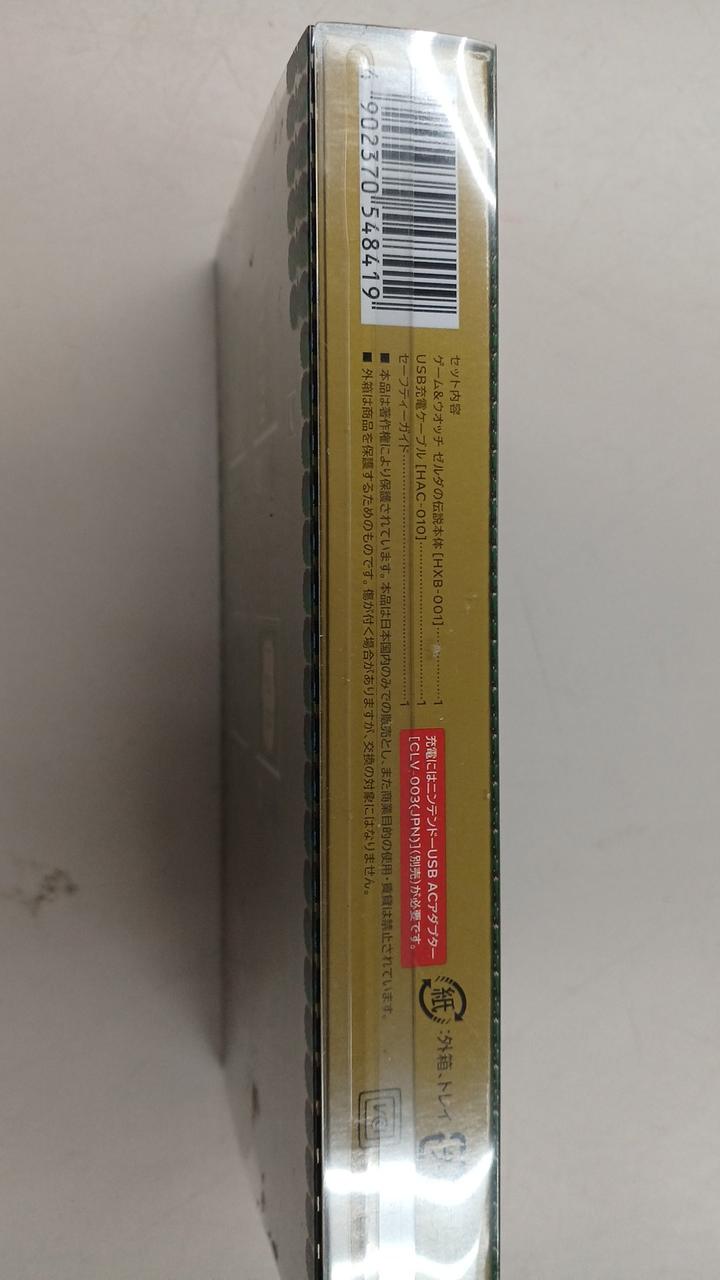 4 902370 548419
セット内容
ゲーム&ウオッチ ゼルダの伝説本体 [HXB-001]…………1
USB充電ケーブル [HAC-010]…………………………1
セーフティーガイド………………………………………………1
■ 本品は著作権により保護されています。本品は日本国内のみでの販売とし、また商業目的の使用・賃貸は禁止されています。
■ 外箱は商品を保護するためのものです。傷が付く場合がありますが、交換の対象にはなりません。
充電にはニンテンドーUSB ACアダプター
[CLV-003(JPN)](別売)が必要です。
紙:外箱、トレイ